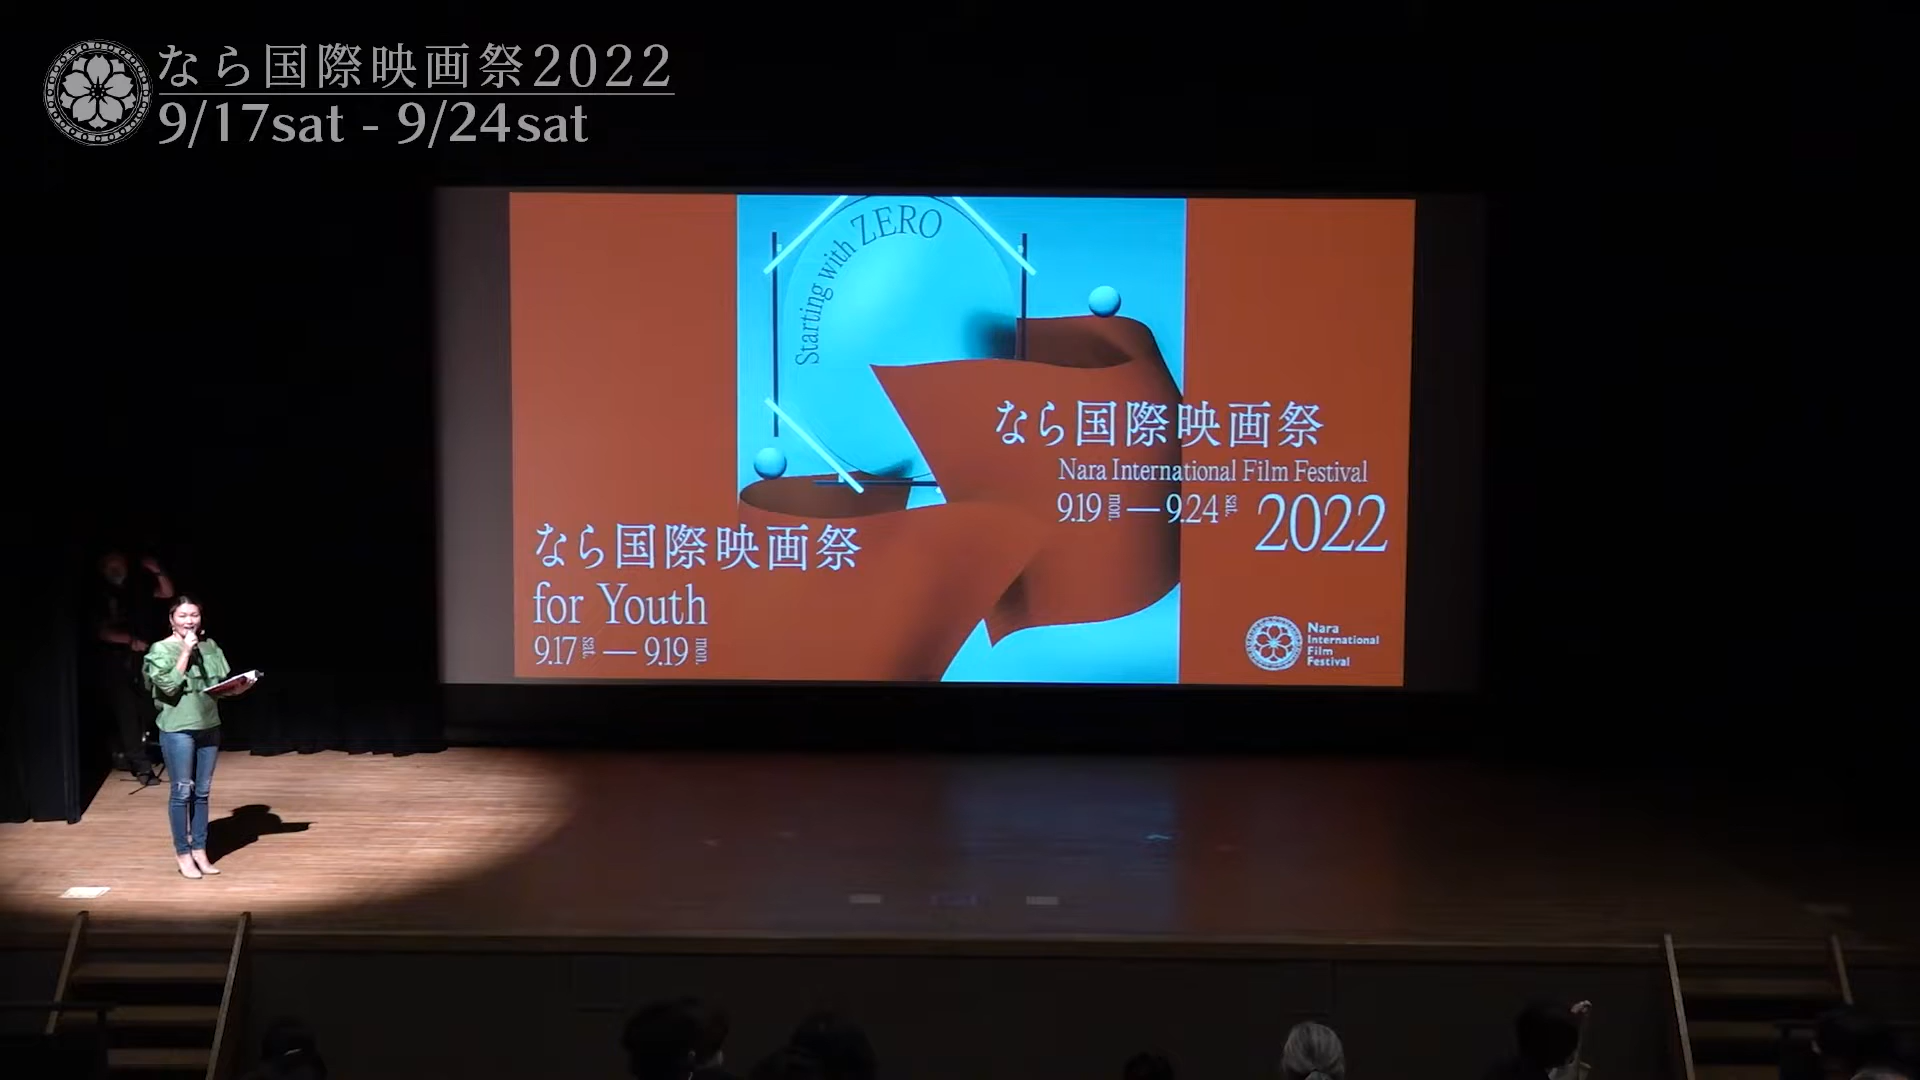 なら国際映画祭2022
9/17sat - 9/24sat
Starting with ZERO
なら国際映画祭
Nara International Film Festival
9.19 mon. — 9.24 sat. 2022
なら国際映画祭
for Youth
9.17 sat. — 9.19 mon.
Nara
International
Film
Festival